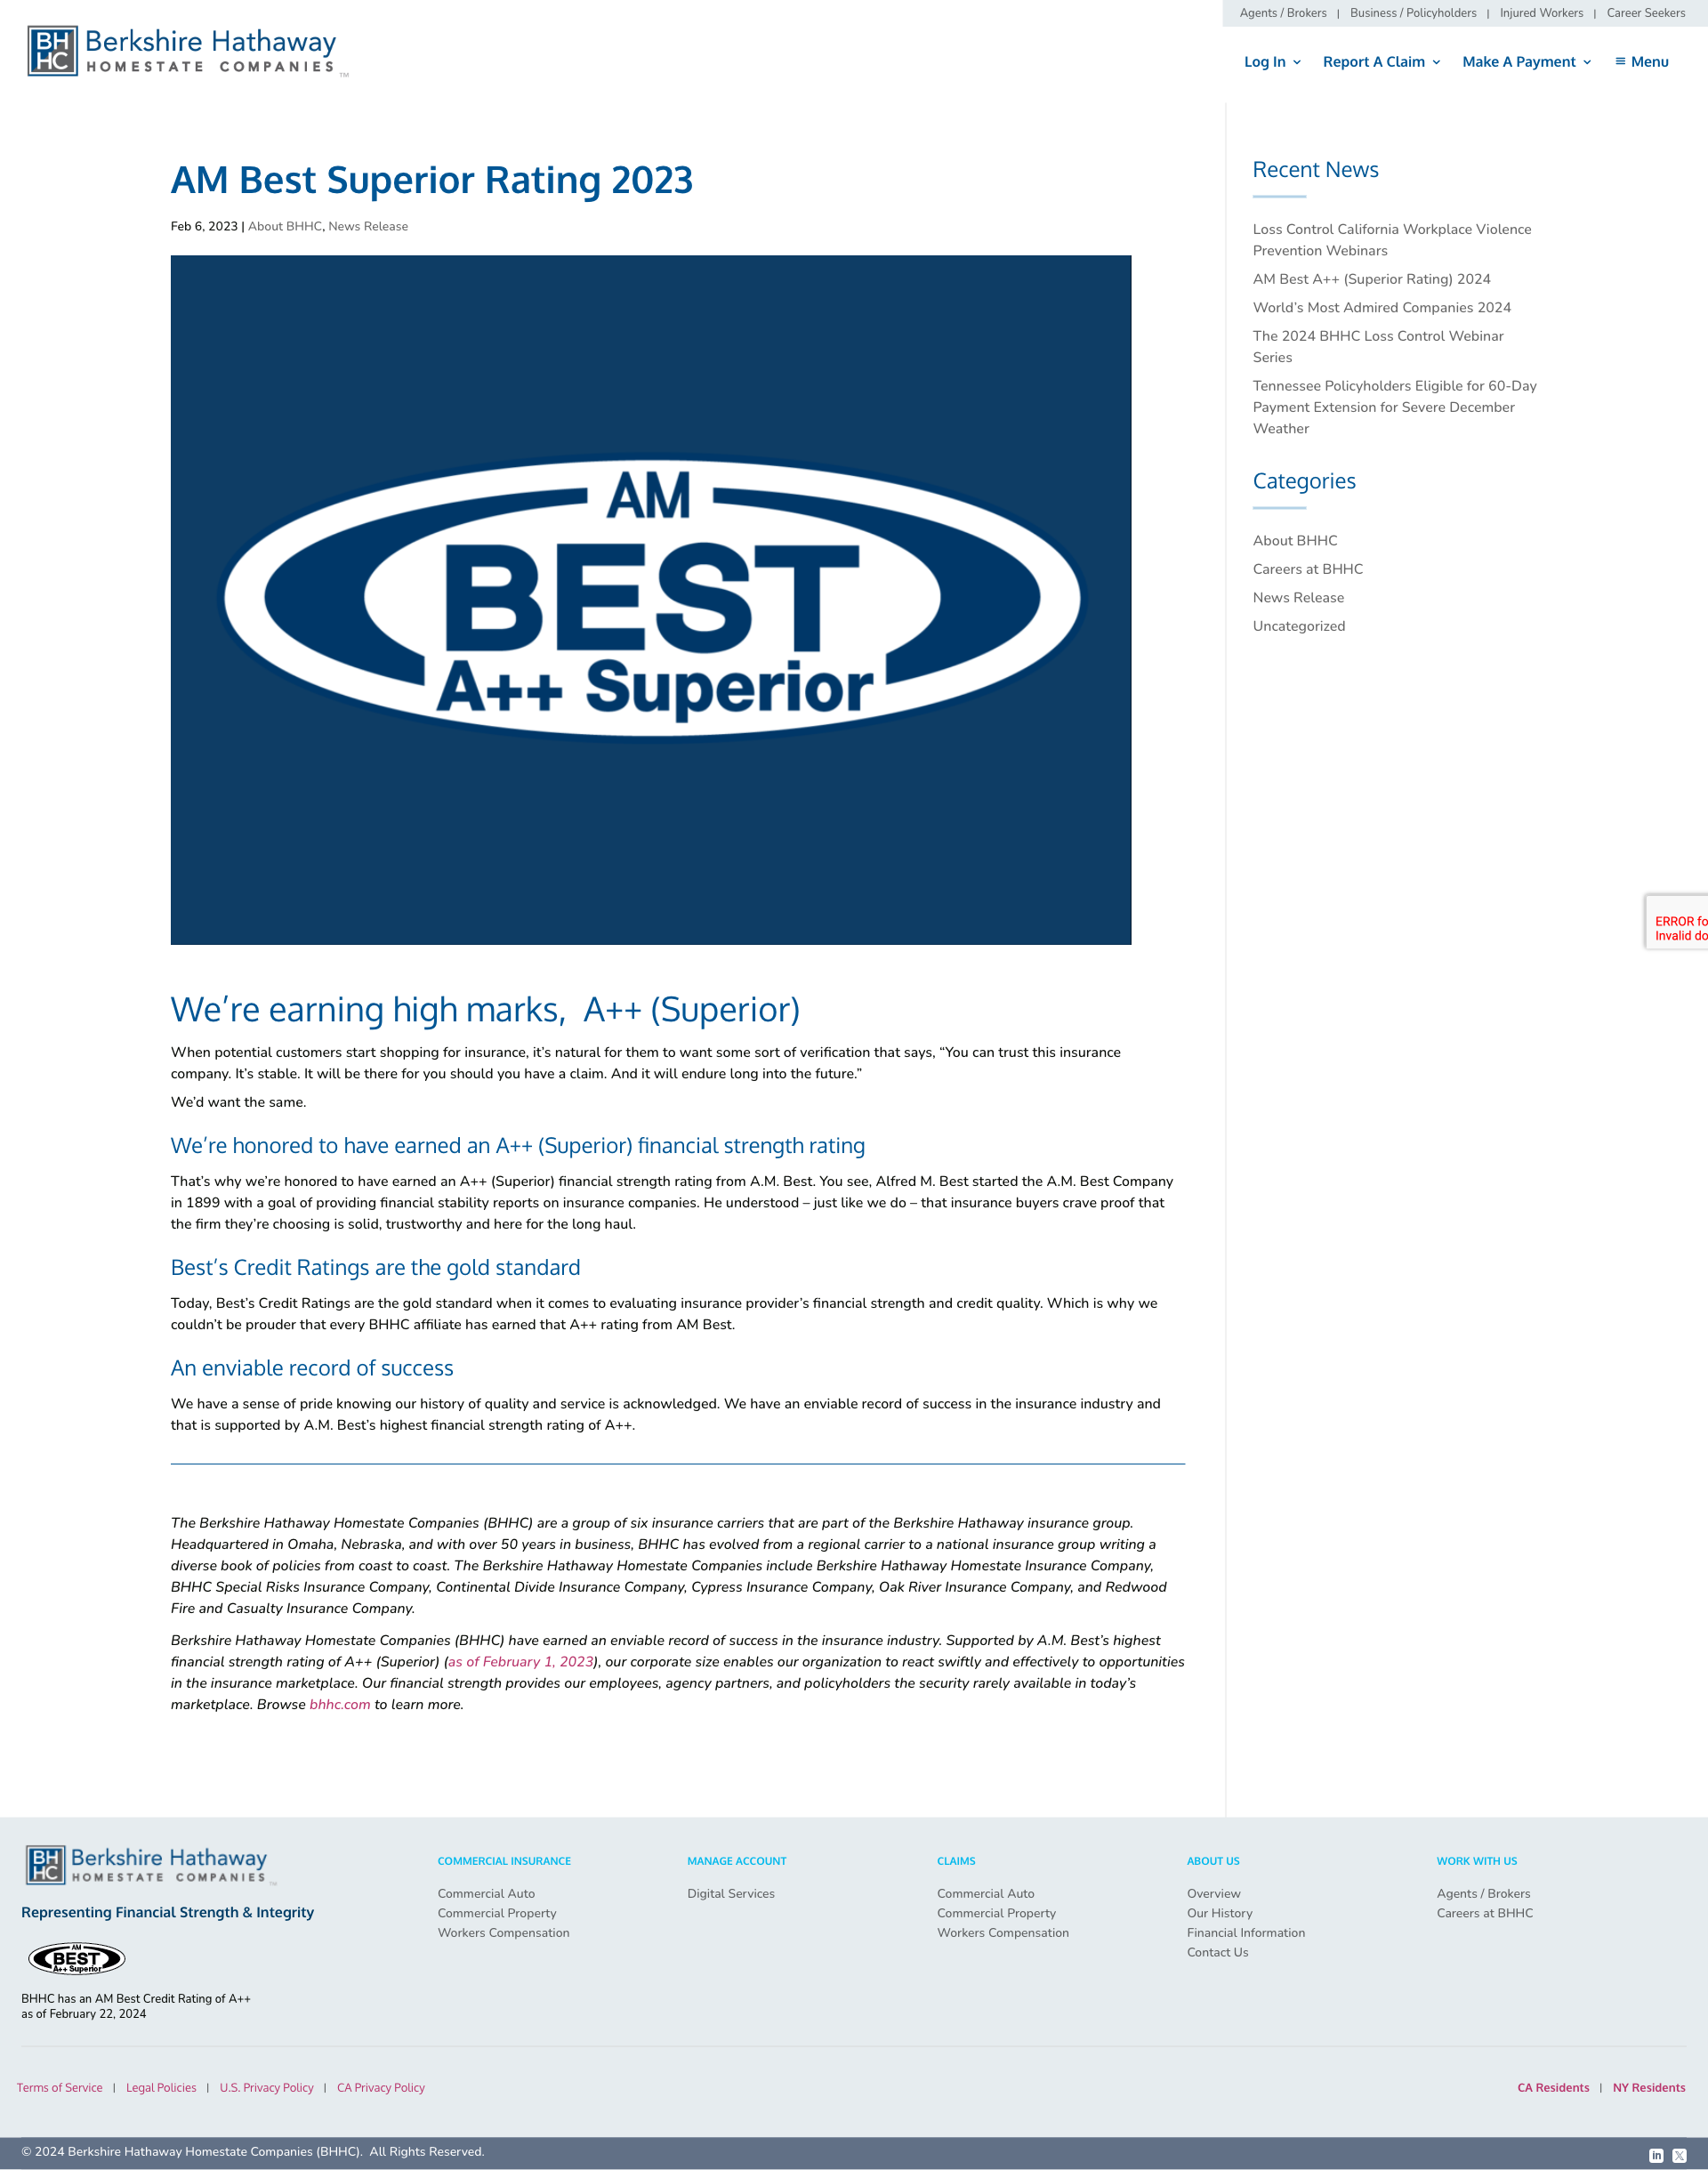 Agents / Brokers | Business / Policyholders | Injured Workers | Career Seekers
BH
HC
Berkshire Hathaway
HOMESTATE COMPANIES TM
Log In Report A Claim Make A Payment Menu
AM Best Superior Rating 2023
Feb 6, 2023 | About BHHC, News Release
AM
BEST
A++ Superior
We’re earning high marks,  A++ (Superior)
When potential customers start shopping for insurance, it’s natural for them to want some sort of verification that says, “You can trust this insurance
company. It’s stable. It will be there for you should you have a claim. And it will endure long into the future.”
We’d want the same.
We’re honored to have earned an A++ (Superior) financial strength rating
That’s why we’re honored to have earned an A++ (Superior) financial strength rating from A.M. Best. You see, Alfred M. Best started the A.M. Best Company
in 1899 with a goal of providing financial stability reports on insurance companies. He understood – just like we do – that insurance buyers crave proof that
the firm they’re choosing is solid, trustworthy and here for the long haul.
Best’s Credit Ratings are the gold standard
Today, Best’s Credit Ratings are the gold standard when it comes to evaluating insurance provider’s financial strength and credit quality. Which is why we
couldn’t be prouder that every BHHC affiliate has earned that A++ rating from AM Best.
An enviable record of success
We have a sense of pride knowing our history of quality and service is acknowledged. We have an enviable record of success in the insurance industry and
that is supported by A.M. Best’s highest financial strength rating of A++.
The Berkshire Hathaway Homestate Companies (BHHC) are a group of six insurance carriers that are part of the Berkshire Hathaway insurance group.
Headquartered in Omaha, Nebraska, and with over 50 years in business, BHHC has evolved from a regional carrier to a national insurance group writing a
diverse book of policies from coast to coast. The Berkshire Hathaway Homestate Companies include Berkshire Hathaway Homestate Insurance Company,
BHHC Special Risks Insurance Company, Continental Divide Insurance Company, Cypress Insurance Company, Oak River Insurance Company, and Redwood
Fire and Casualty Insurance Company.
Berkshire Hathaway Homestate Companies (BHHC) have earned an enviable record of success in the insurance industry. Supported by A.M. Best’s highest
financial strength rating of A++ (Superior) (as of February 1, 2023), our corporate size enables our organization to react swiftly and effectively to opportunities
in the insurance marketplace. Our financial strength provides our employees, agency partners, and policyholders the security rarely available in today’s
marketplace. Browse bhhc.com to learn more.
Recent News
Loss Control California Workplace Violence
Prevention Webinars
AM Best A++ (Superior Rating) 2024
World’s Most Admired Companies 2024
The 2024 BHHC Loss Control Webinar
Series
Tennessee Policyholders Eligible for 60-Day
Payment Extension for Severe December
Weather
Categories
About BHHC
Careers at BHHC
News Release
Uncategorized
ERROR fo
Invalid do
BH
HC
Berkshire Hathaway
HOMESTATE COMPANIES TM
Representing Financial Strength & Integrity
AM
BEST
A++ Superior
BHHC has an AM Best Credit Rating of A++
as of February 22, 2024
COMMERCIAL INSURANCE
Commercial Auto
Commercial Property
Workers Compensation
MANAGE ACCOUNT
Digital Services
CLAIMS
Commercial Auto
Commercial Property
Workers Compensation
ABOUT US
Overview
Our History
Financial Information
Contact Us
WORK WITH US
Agents / Brokers
Careers at BHHC
Terms of Service | Legal Policies | U.S. Privacy Policy | CA Privacy Policy
CA Residents | NY Residents
© 2024 Berkshire Hathaway Homestate Companies (BHHC).  All Rights Reserved.